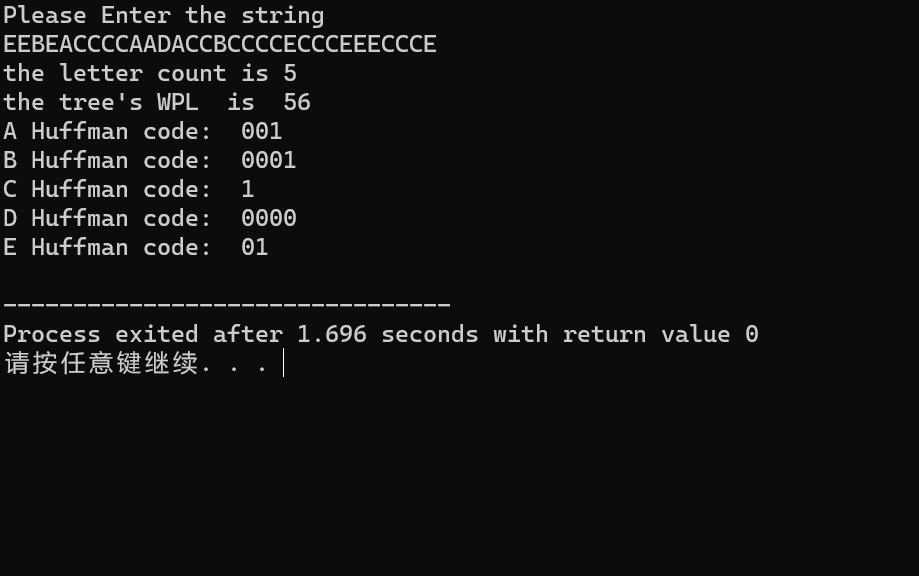 Please Enter the string
EEBEACCCCAADACCBCCCCECCCEEECCCE
the letter count is 5
the tree's WPL  is  56
A Huffman code:  001
B Huffman code:  0001
C Huffman code:  1
D Huffman code:  0000
E Huffman code:  01
--------------------------------
Process exited after 1.696 seconds with return value 0
请按任意键继续. . .